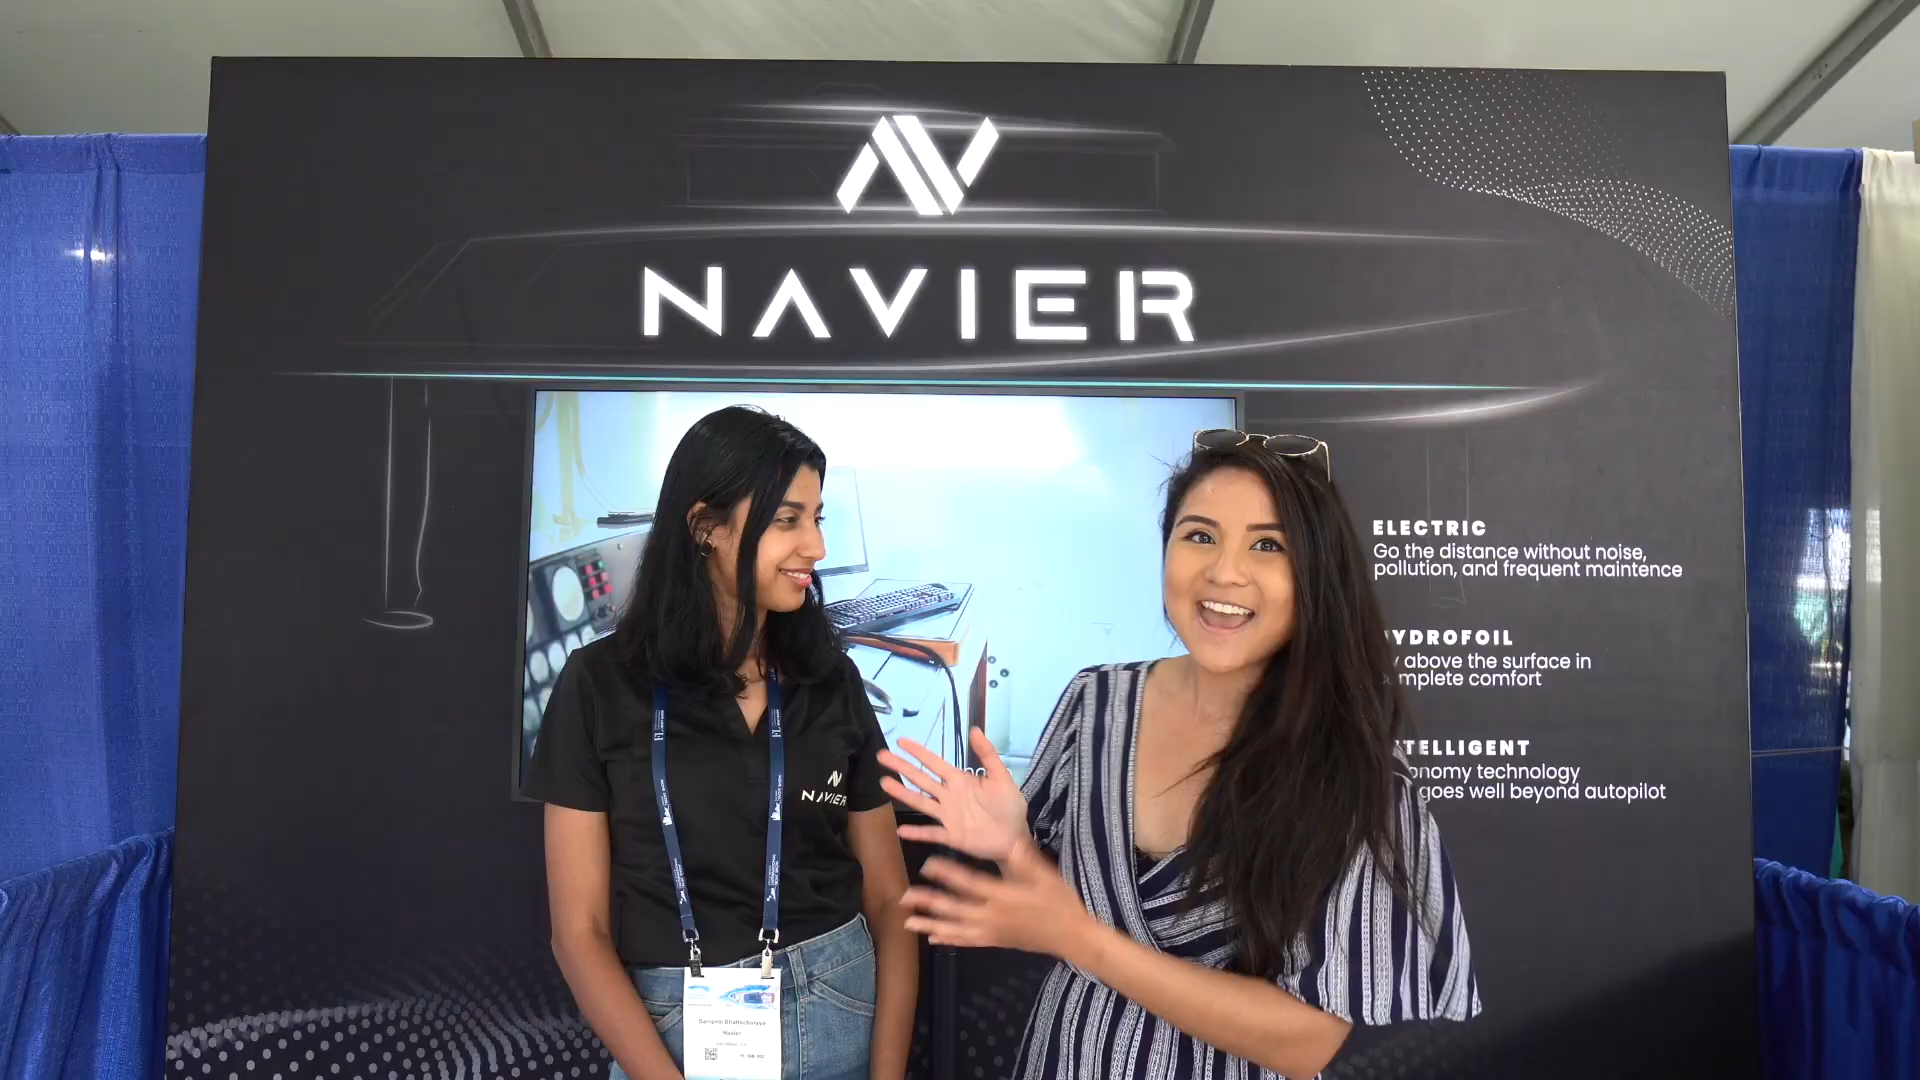 NAVIER
ELECTRIC
Go the distance without noise,
pollution, and frequent maintence
YDROFOIL
above the surface in
mplete comfort
TELLIGENT
onomy technology
goes well beyond autopilot
NAVIER
Navier